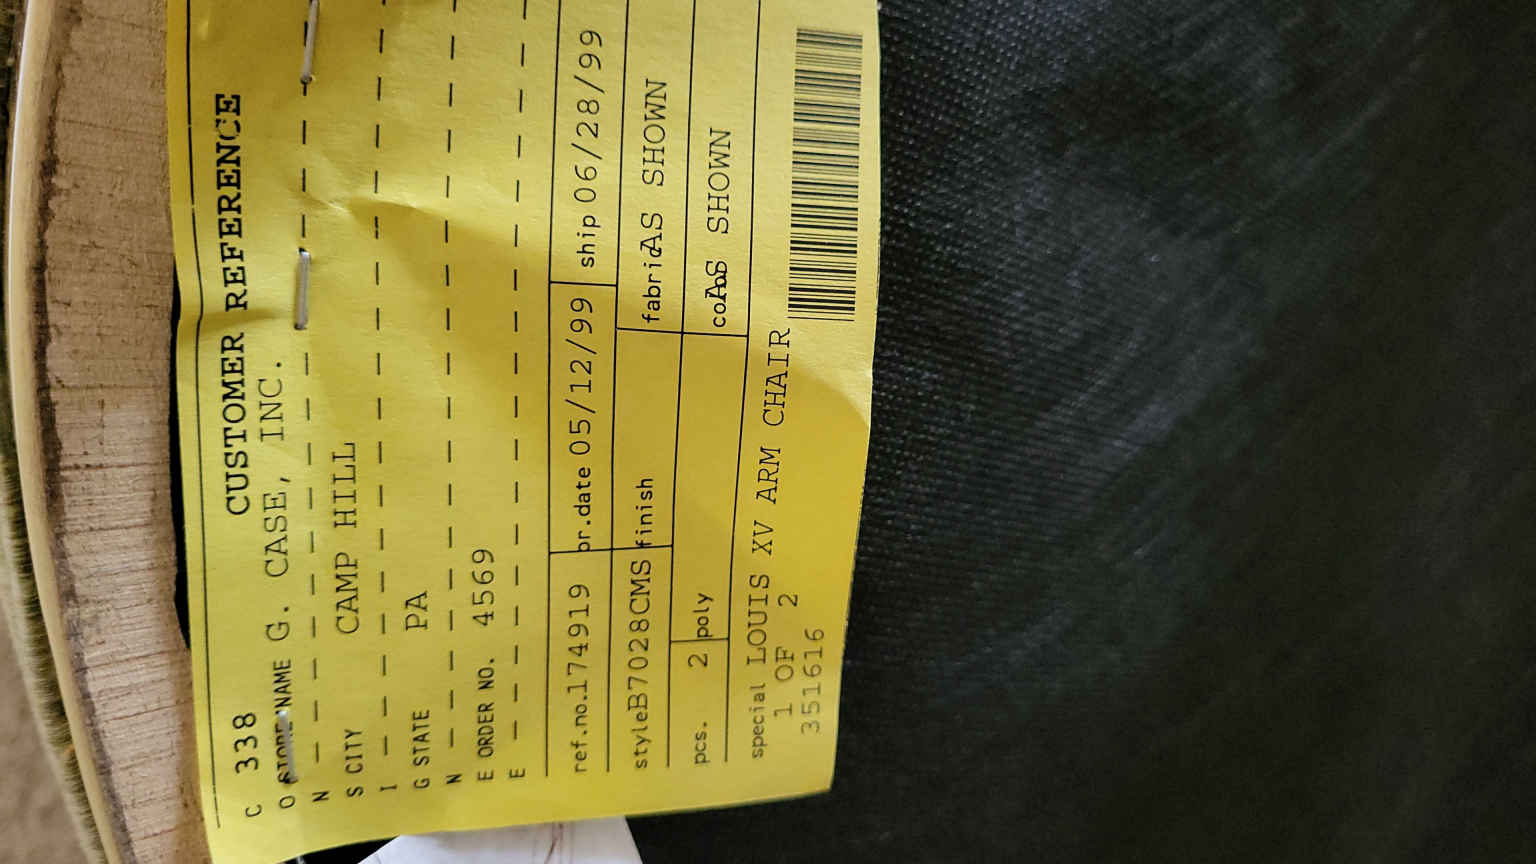 CUSTOMER REFERENCE
C 338
O STORE NAME G. CASE, INC.
N
S CITY CAMP HILL
I
G STATE PA
N
E ORDER NO. 4569
E
ref.no.174919 or.date 05/12/99 ship 06/28/99
styleB7028CMS finish fabriAS SHOWN
pcs. 2 poly coAS SHOWN
special LOUIS XV ARM CHAIR
1 OF 2
351616